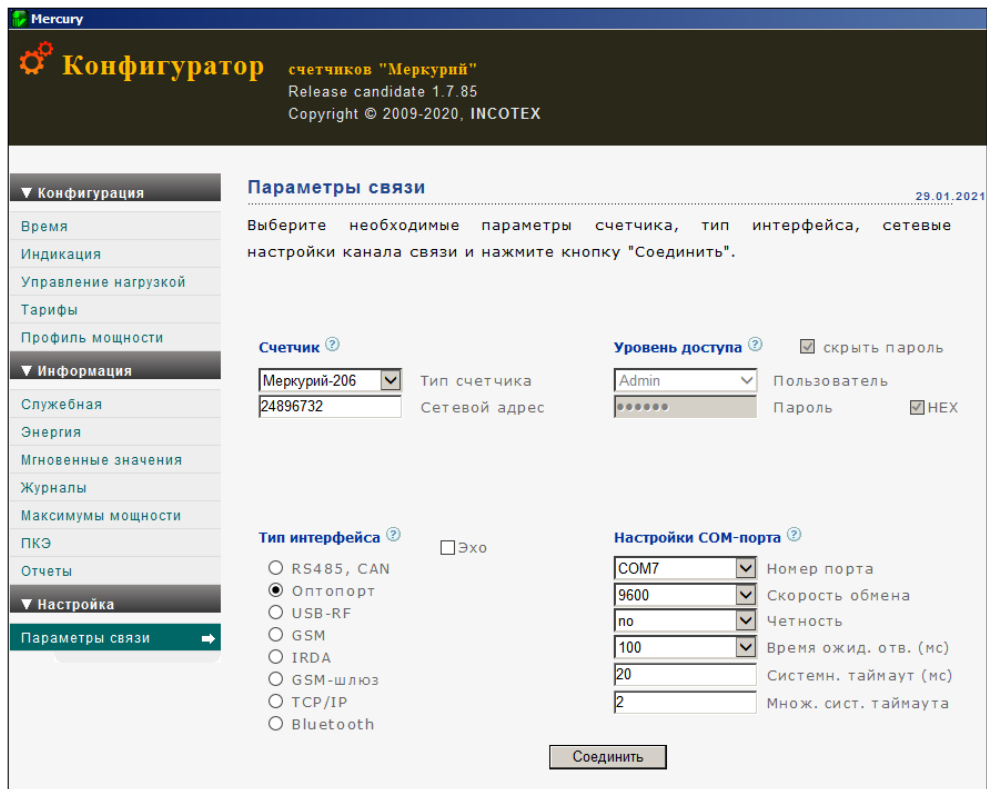 Mercury
Конфигуратор счетчиков "Меркурий"
Release candidate 1.7.85
Copyright © 2009-2020, INCOTEX
▼ Конфигурация
Время
Индикация
Управление нагрузкой
Тарифы
Профиль мощности
▼ Информация
Служебная
Энергия
Мгновенные значения
Журналы
Максимумы мощности
ПКЭ
Отчеты
▼ Настройка
Параметры связи
Параметры связи
29.01.2021
Выберите необходимые параметры счетчика, тип интерфейса, сетевые
настройки канала связи и нажмите кнопку "Соединить".
Счетчик ?
Меркурий-206 Тип счетчика
24896732 Сетевой адрес
Уровень доступа ? скрыть пароль
Admin Пользователь
●●●●●● Пароль HEX
Тип интерфейса ? Эхо
RS485, CAN
Оптопорт
USB-RF
GSM
IRDA
GSM-шлюз
TCP/IP
Bluetooth
Настройки COM-порта ?
COM7 Номер порта
9600 Скорость обмена
no Четность
100 Время ожид. отв. (мс)
20 Системн. таймаут (мс)
2 Множ. сист. таймаута
Соединить